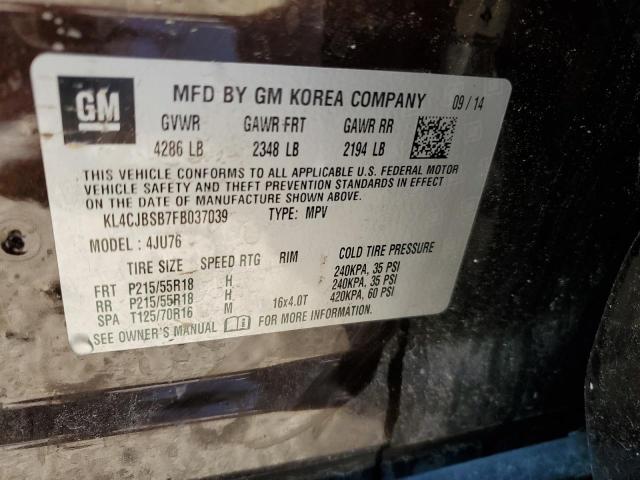 GM MFD BY GM KOREA COMPANY 09 / 14
GVWR GAWR FRT GAWR RR
4286 LB 2348 LB 2194 LB
THIS VEHICLE CONFORMS TO ALL APPLICABLE U.S. FEDERAL MOTOR
VEHICLE SAFETY AND THEFT PREVENTION STANDARDS IN EFFECT
ON THE DATE OF MANUFACTURE SHOWN ABOVE.
KL4CJBSB7FB037039 TYPE: MPV
MODEL : 4JU76
TIRE SIZE SPEED RTG RIM COLD TIRE PRESSURE
FRT P215/55R18 H 240KPA, 35 PSI
RR P215/55R18 H 240KPA, 35 PSI
SPA T125/70R16 M 16x4.0T 420KPA, 60 PSI
SEE OWNER'S MANUAL FOR MORE INFORMATION.